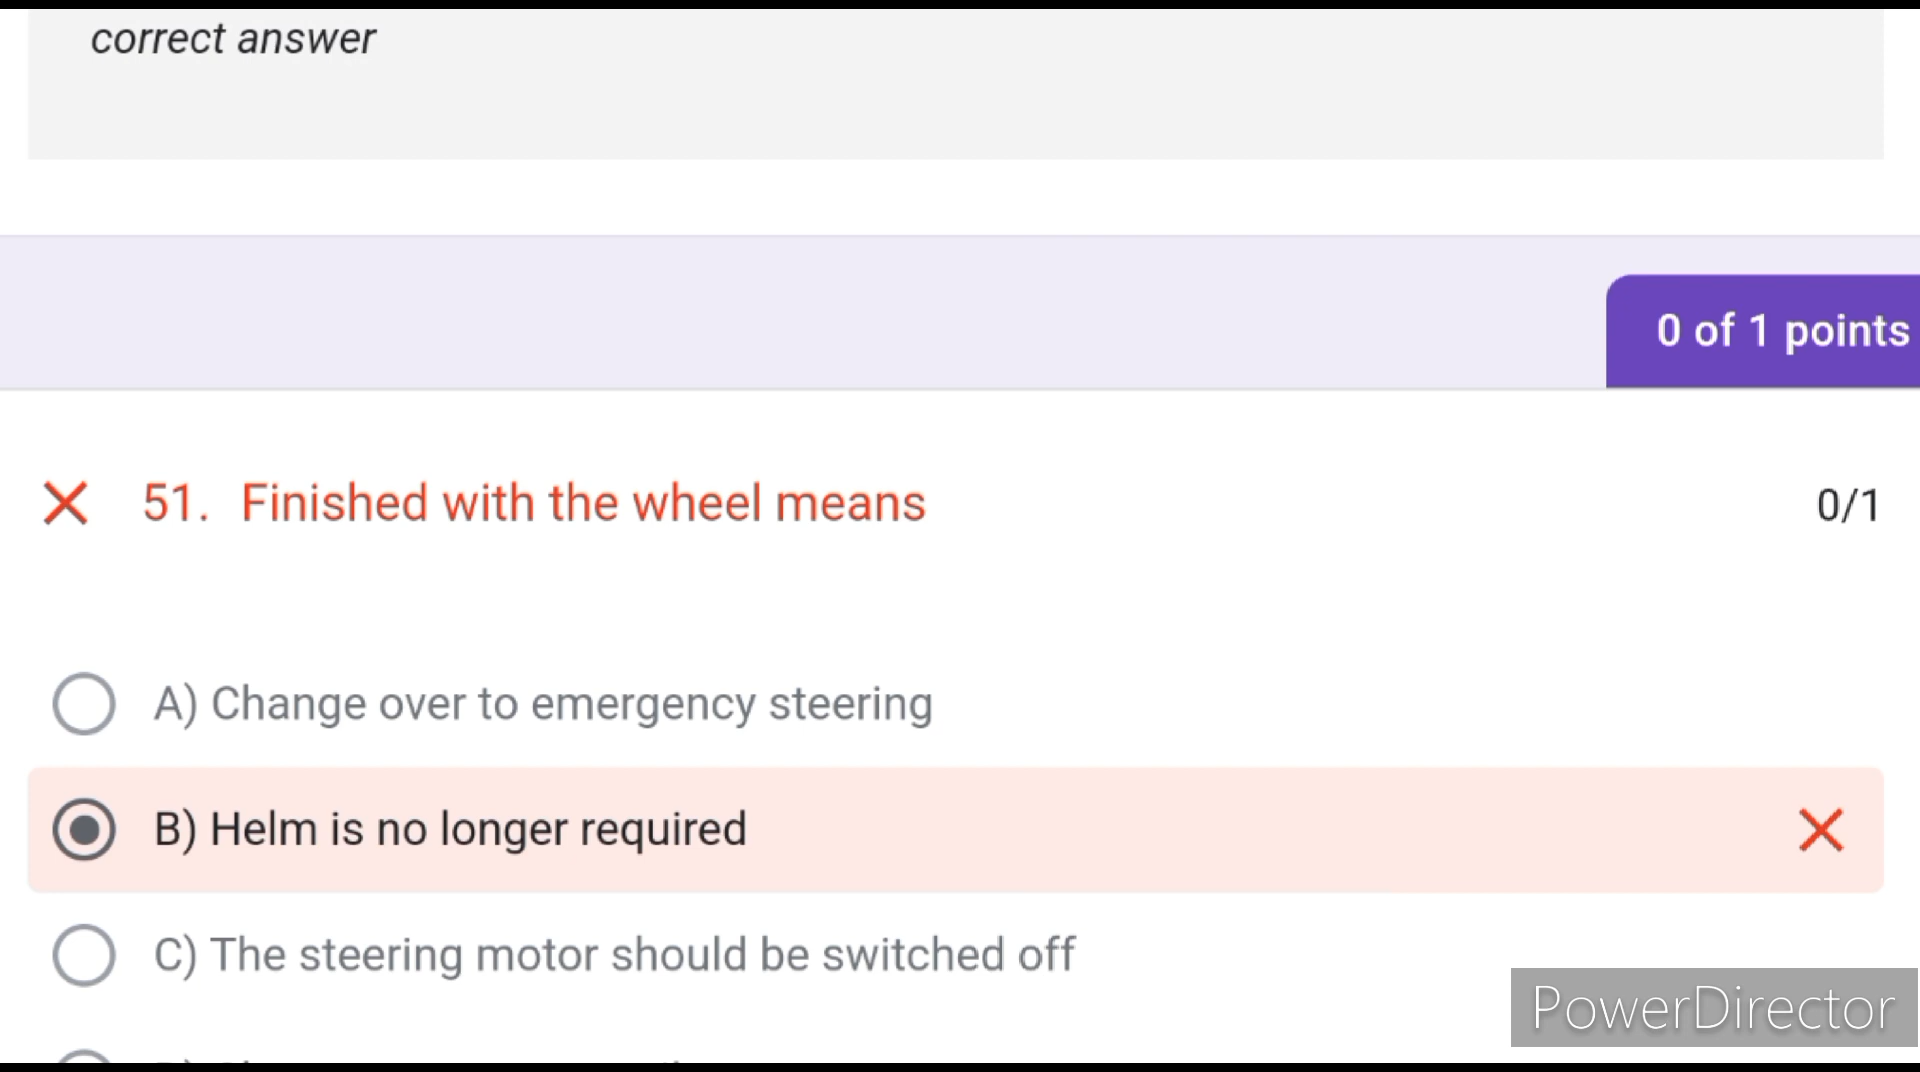 correct answer
0 of 1 points
51. Finished with the wheel means
0/1
A) Change over to emergency steering
B) Helm is no longer required
C) The steering motor should be switched off
PowerDirector